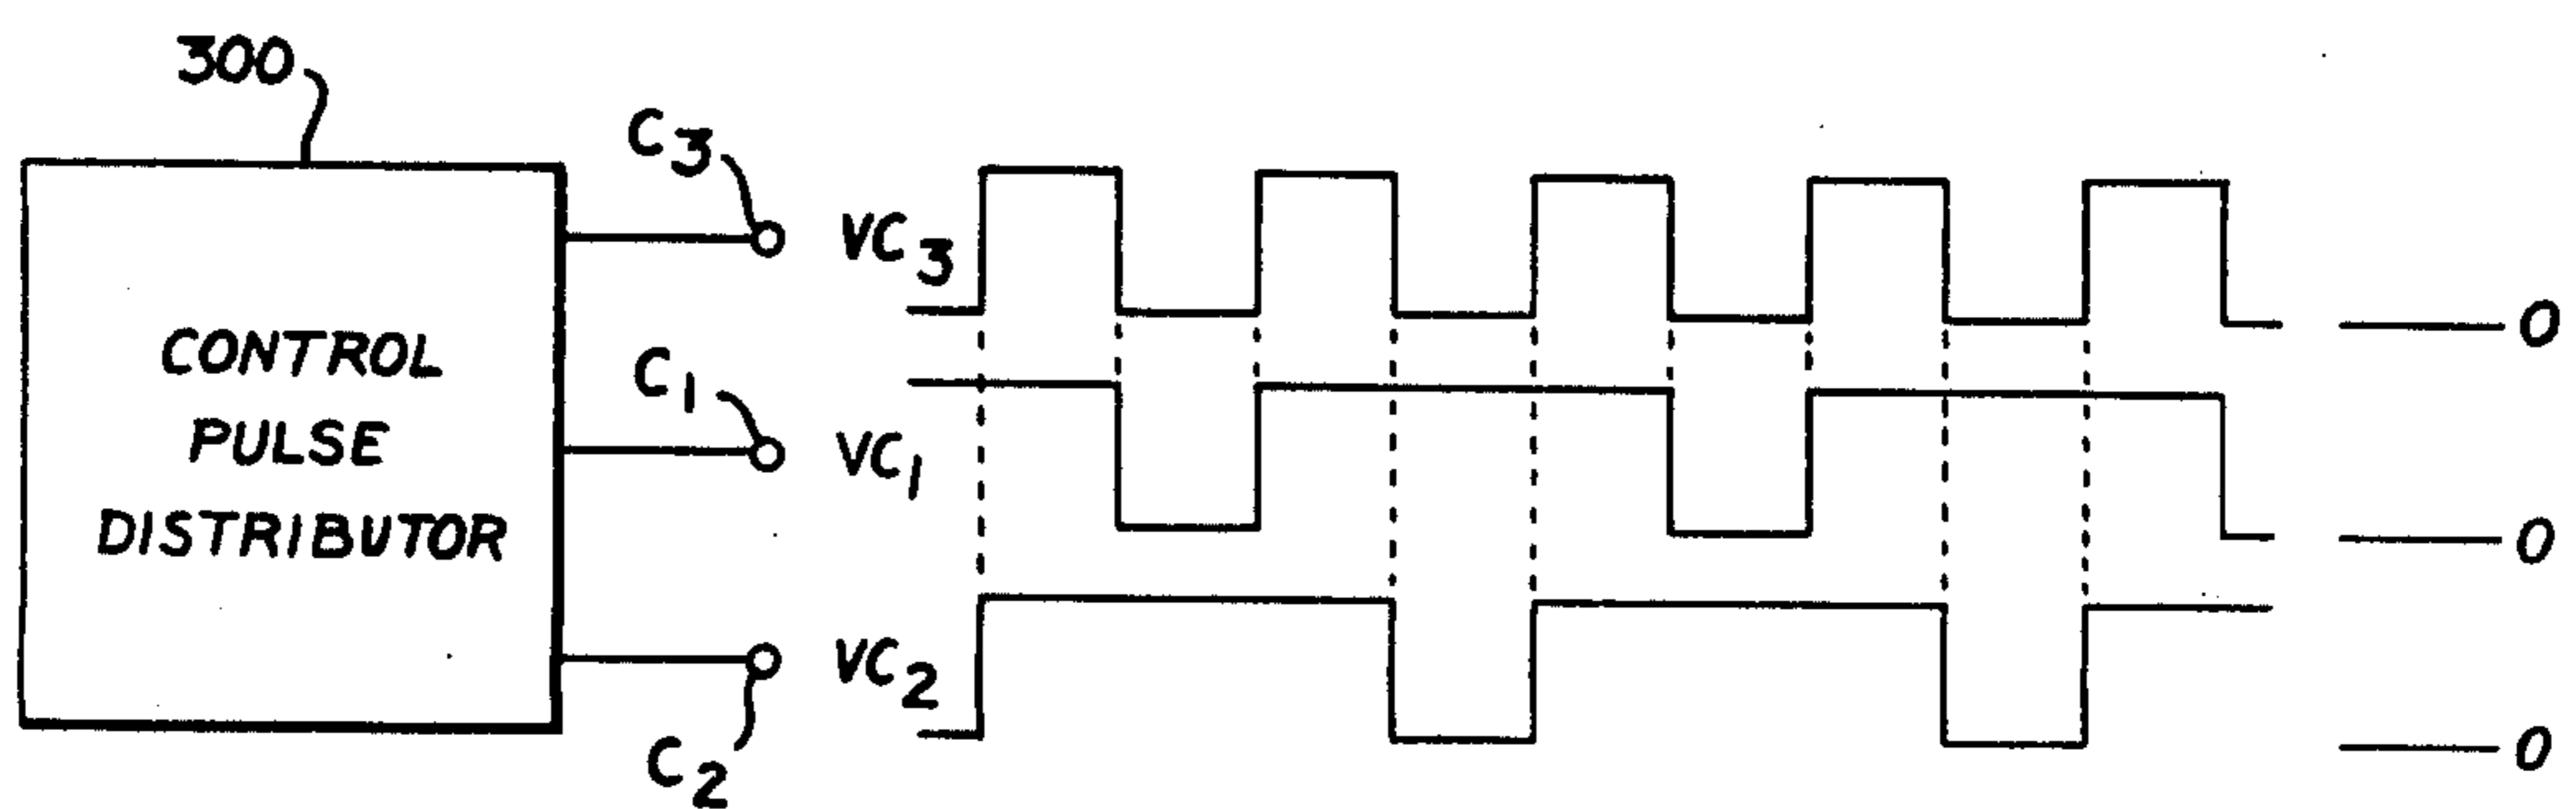 300
C3
VC3
0
CONTROL
PULSE
DISTRIBUTOR
C1
VC1
0
VC2
C2
0